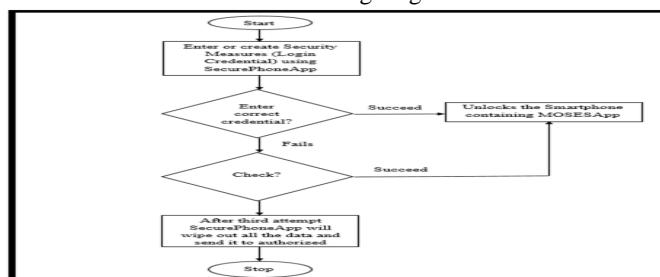 Start
Enter or create Security
Measures (Login
Credential) using
SecurePhoneApp
Enter
correct
credential?
Succeed
Unlocks the Smartphone
containing MOSESApp
Fails
Check?
Succeed
After third attempt
SecurePhoneApp will
wipe out all the data and
send it to authorized
Stop